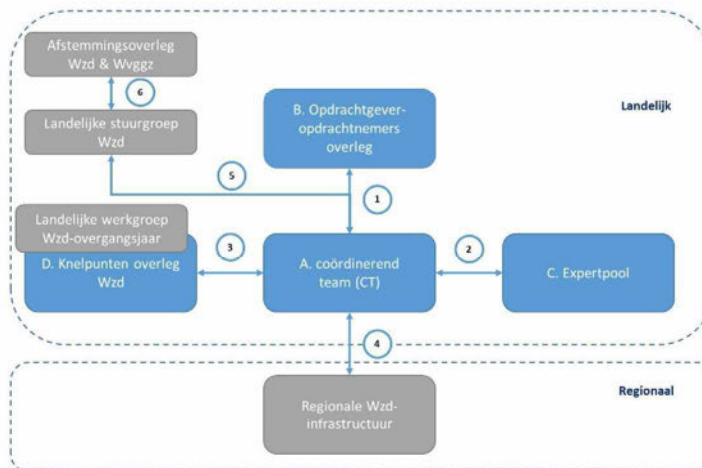 Afstemmingsoverleg
Wzd & Wvggz
6
Landelijke stuurgroep
Wzd
B. Opdrachtgever-
opdrachtnemers
overleg
Landelijk
5
1
Landelijke werkgroep
Wzd-overgangsjaar
D. Knelpunten overleg
Wzd
3
A. coördinerend
team (CT)
2
C. Expertpool
4
Regionale Wzd-
infrastructuur
Regionaal